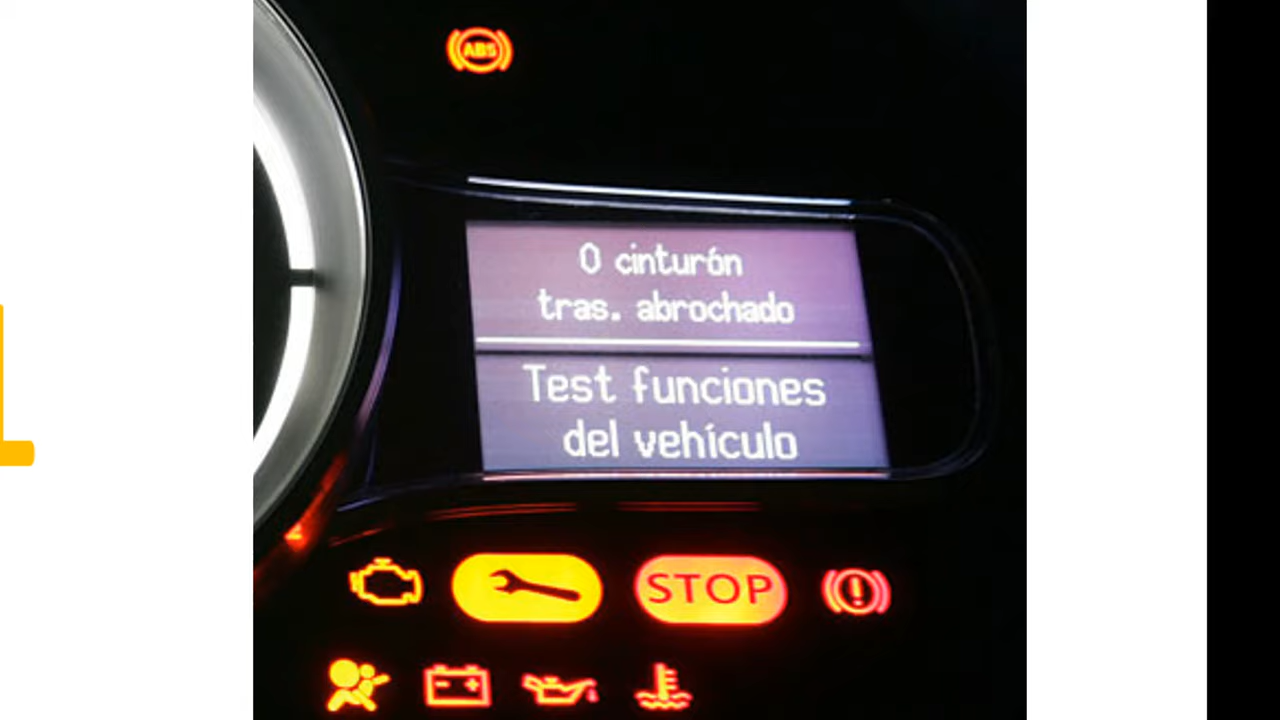 ABS
0 cinturón
tras. abrochado
Test funciones
del vehículo
STOP